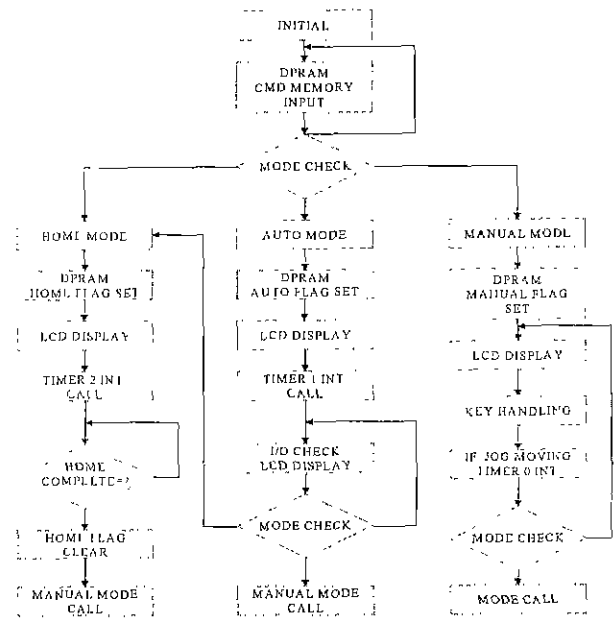 INITIAL
DPRAM
CMD MEMORY
INPUT
MODE CHECK
HOME MODE
DPRAM
HOME FLAG SET
LCD DISPLAY
TIMER 2 INT
CALL
HOME
COMPLETE=?
HOME FLAG
CLEAR
MANUAL MODE
CALL
AUTO MODE
DPRAM
AUTO FLAG SET
LCD DISPLAY
TIMER 1 INT
CALL
I/O CHECK
LCD DISPLAY
MODE CHECK
MANUAL MODE
CALL
MANUAL MODE
DPRAM
MANUAL FLAG
SET
LCD DISPLAY
KEY HANDLING
IF JOG MOVING
TIMER 0 INT
MODE CHECK
MODE CALL